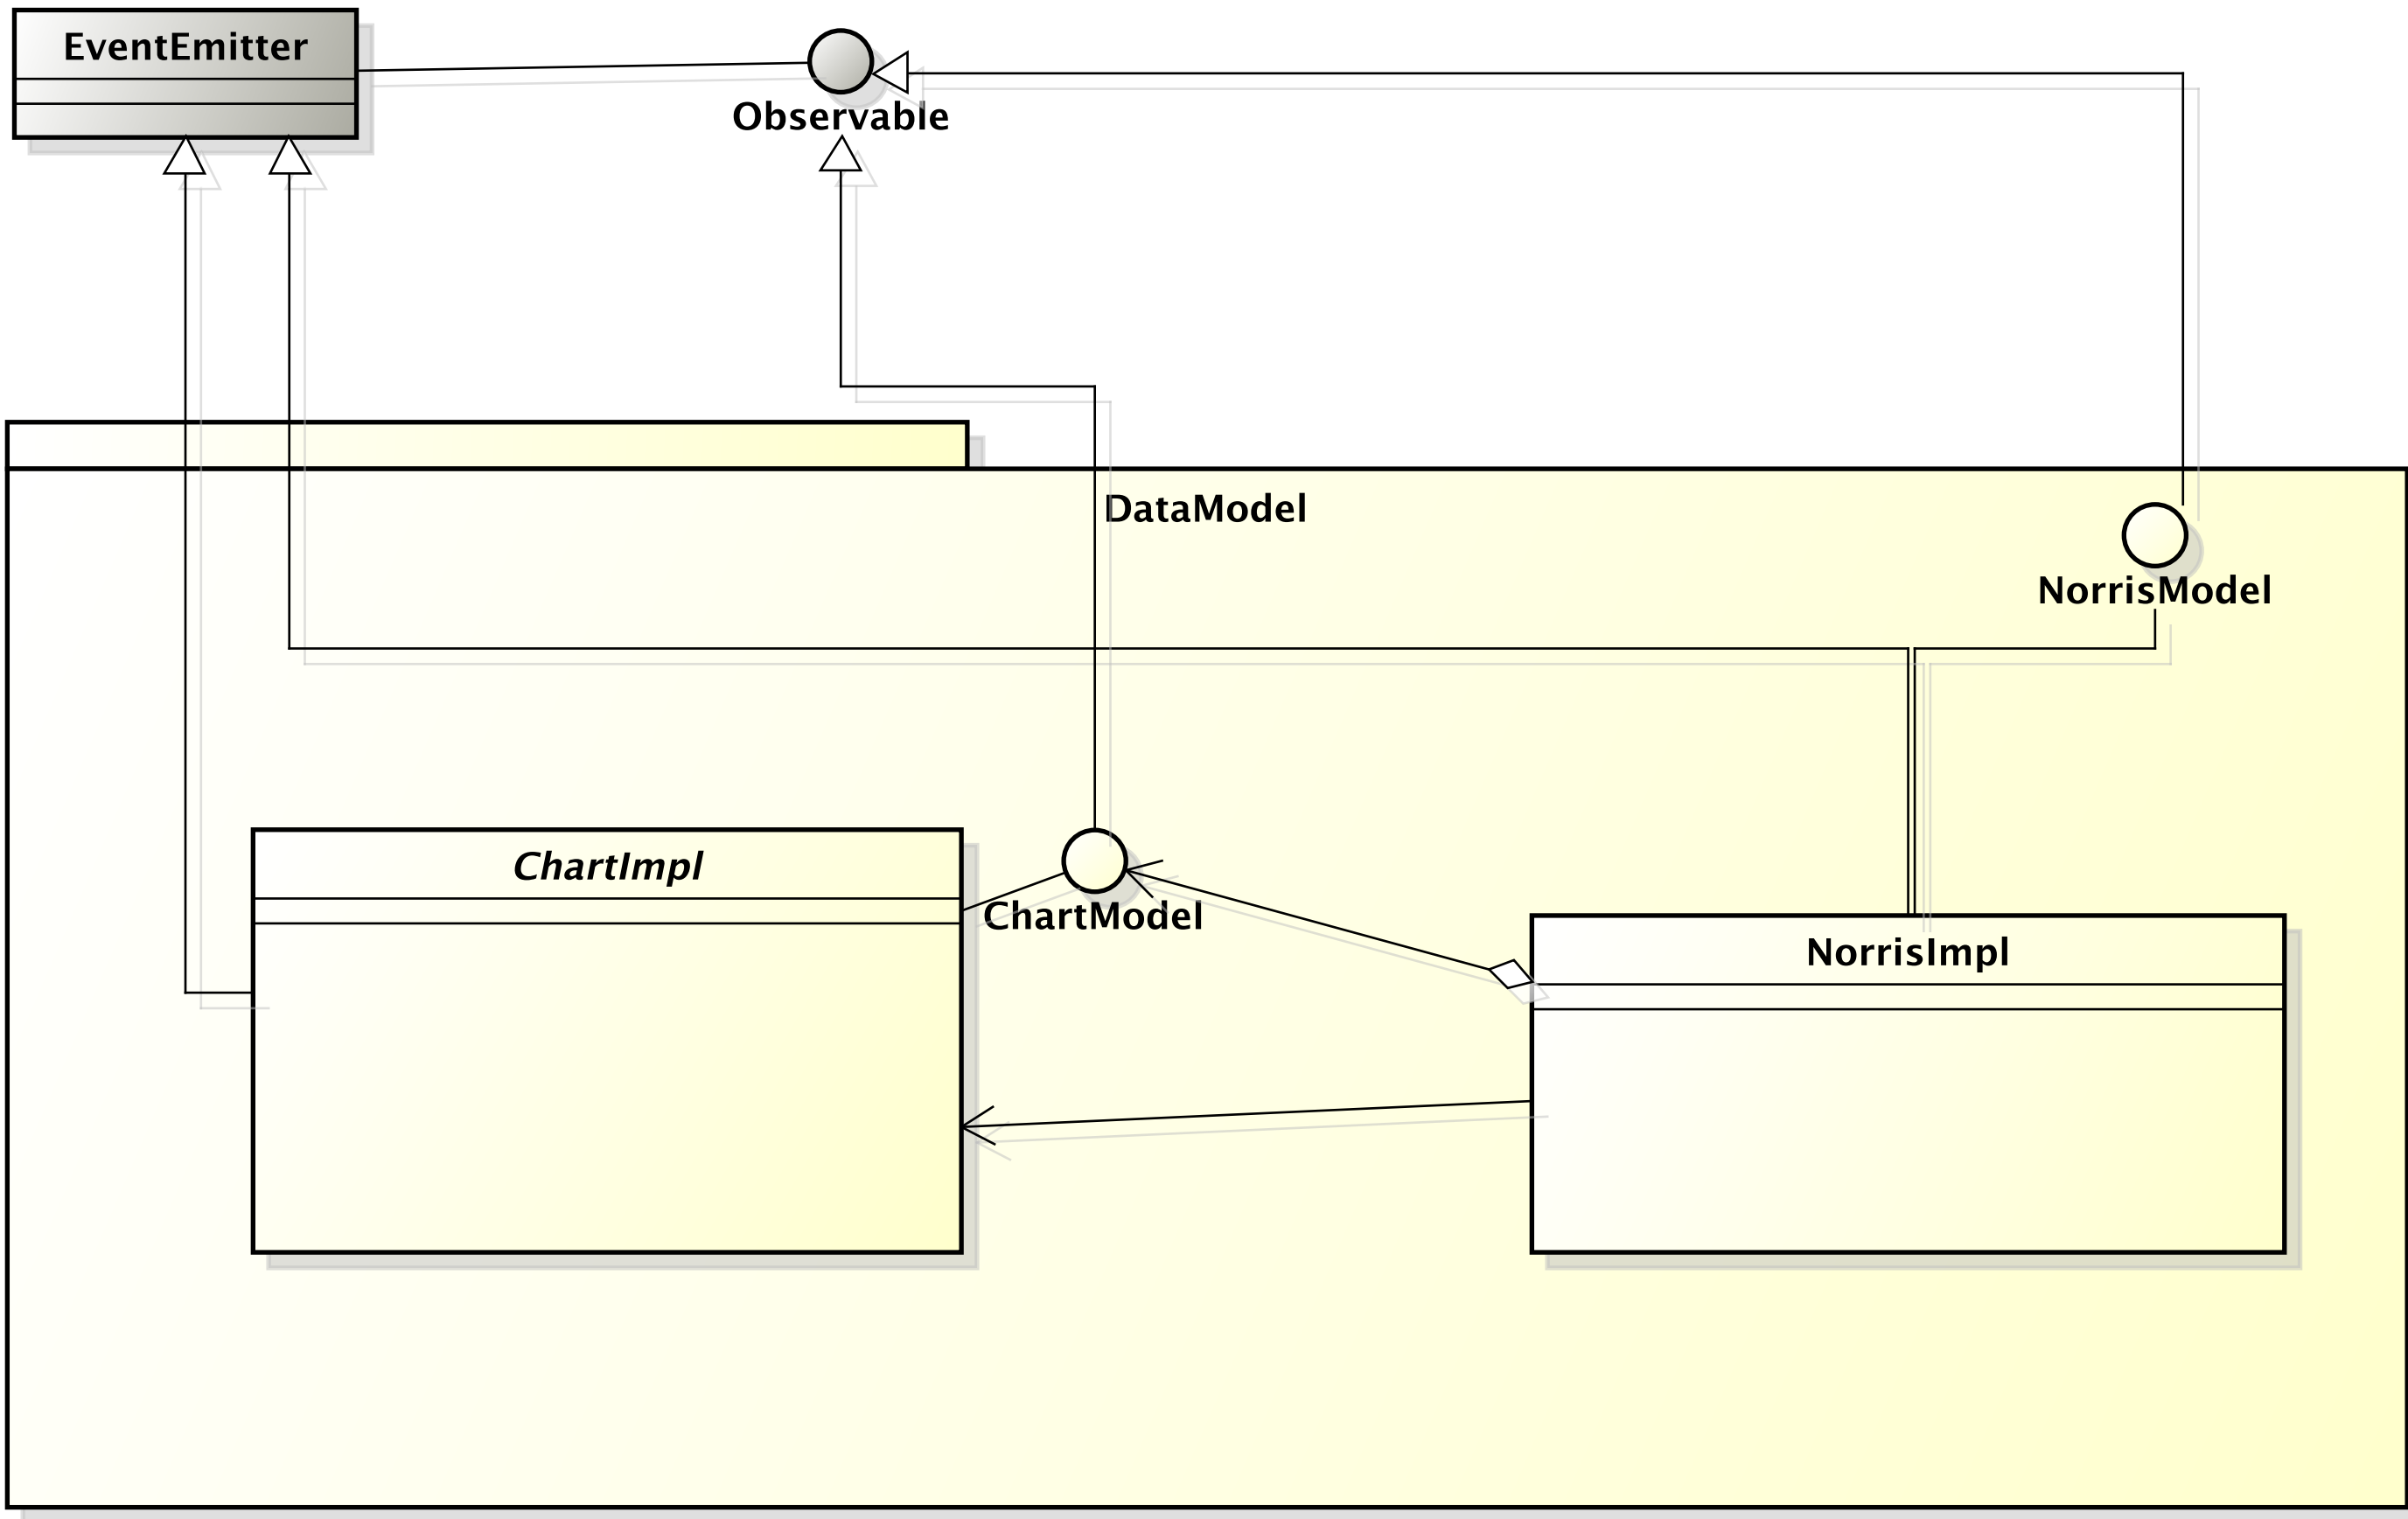 EventEmitter
Observable
DataModel
NorrisModel
ChartImpl
ChartModel
NorrisImpl